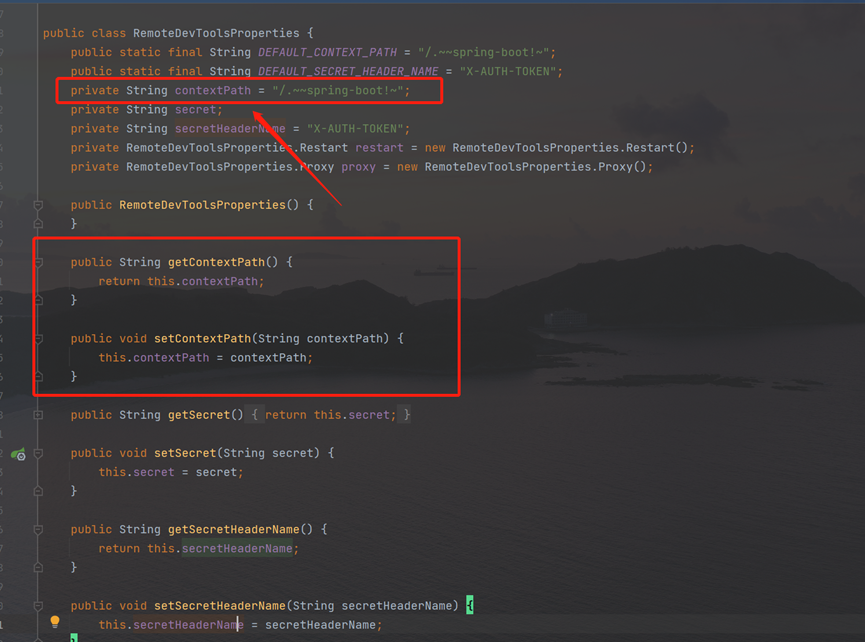 public class RemoteDevToolsProperties {
public static final String DEFAULT_CONTEXT_PATH = "/.~~spring-boot!~";
public static final String DEFAULT_SECRET_HEADER_NAME = "X-AUTH-TOKEN";
private String contextPath = "/.~~spring-boot!~";
private String secret;
private String secretHeaderName = "X-AUTH-TOKEN";
private RemoteDevToolsProperties.Restart restart = new RemoteDevToolsProperties.Restart();
private RemoteDevToolsProperties.Proxy proxy = new RemoteDevToolsProperties.Proxy();
public RemoteDevToolsProperties() {
}
public String getContextPath() {
return this.contextPath;
}
public void setContextPath(String contextPath) {
this.contextPath = contextPath;
}
public String getSecret() { return this.secret; }
public void setSecret(String secret) {
this.secret = secret;
}
public String getSecretHeaderName() {
return this.secretHeaderName;
}
public void setSecretHeaderName(String secretHeaderName) {
this.secretHeaderName = secretHeaderName;
}